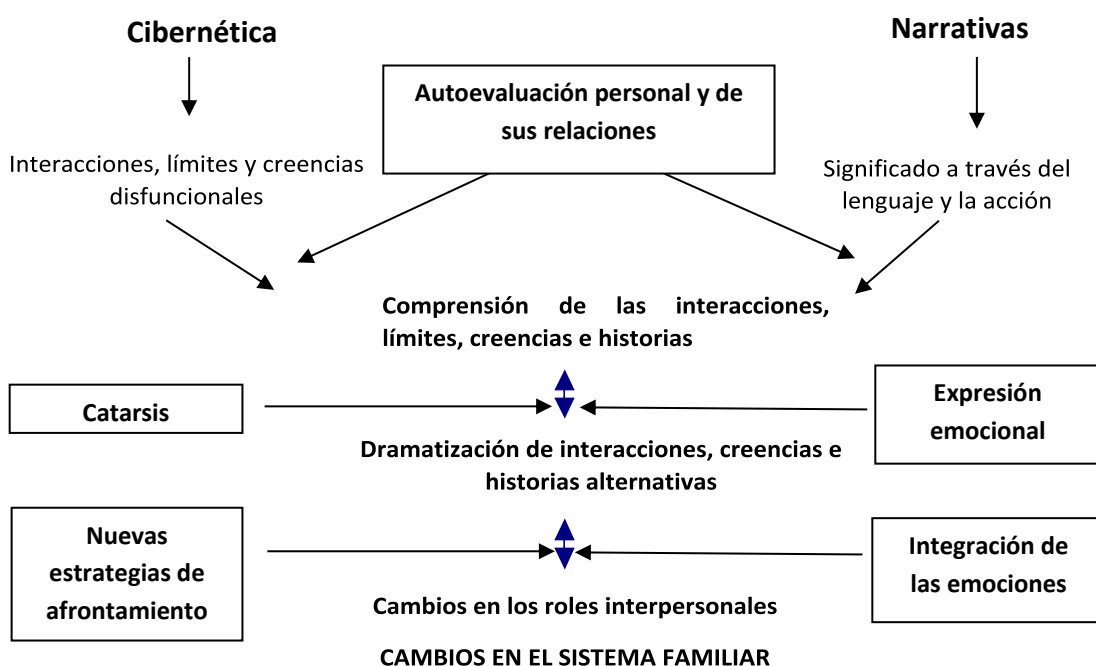 Cibernética
Narrativas
Autoevaluación personal y de
sus relaciones
Interacciones, límites y creencias
disfuncionales
Significado a través del
lenguaje y la acción
Comprensión de las interacciones,
límites, creencias e historias
Catarsis
Expresión
emocional
Dramatización de interacciones, creencias e
historias alternativas
Nuevas
estrategias de
afrontamiento
Integración de
las emociones
Cambios en los roles interpersonales
CAMBIOS EN EL SISTEMA FAMILIAR